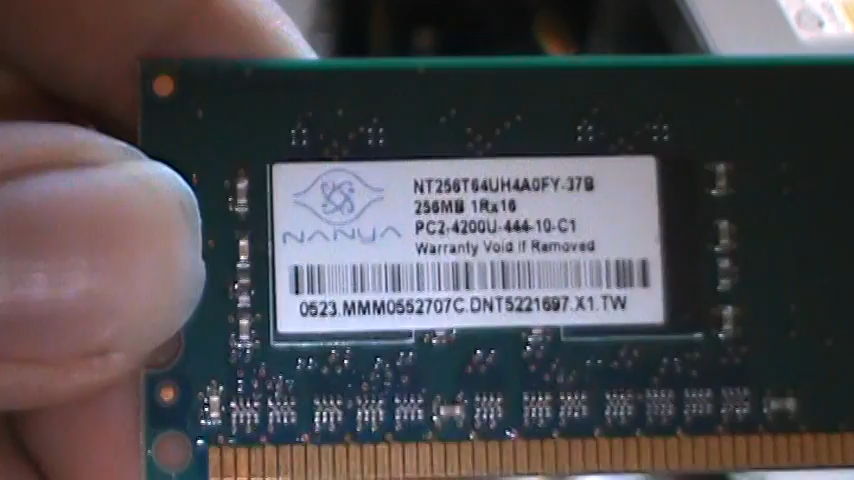 NANYA
NT256T64UH4A0FY-37B
256MB 1Rx16
PC2-4200U-444-10-C1
Warranty Void If Removed
0523.MMM0552707C.DNT5221697.X1.TW